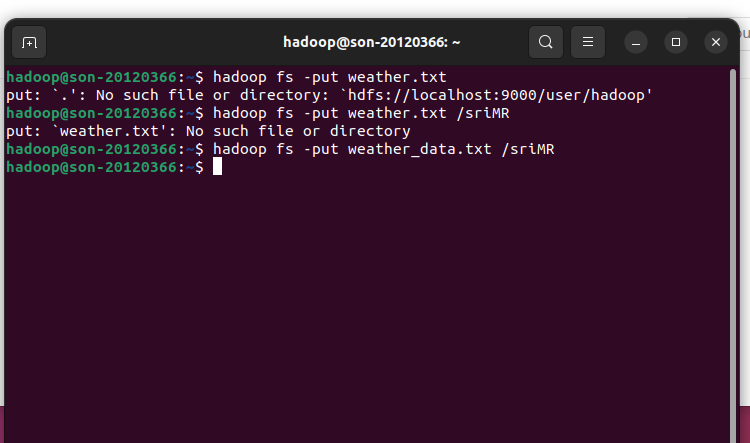 hadoop@son-20120366: ~
hadoop@son-20120366:~$ hadoop fs -put weather.txt
put: `.': No such file or directory: `hdfs://localhost:9000/user/hadoop'
hadoop@son-20120366:~$ hadoop fs -put weather.txt /sriMR
put: `weather.txt': No such file or directory
hadoop@son-20120366:~$ hadoop fs -put weather_data.txt /sriMR
hadoop@son-20120366:~$